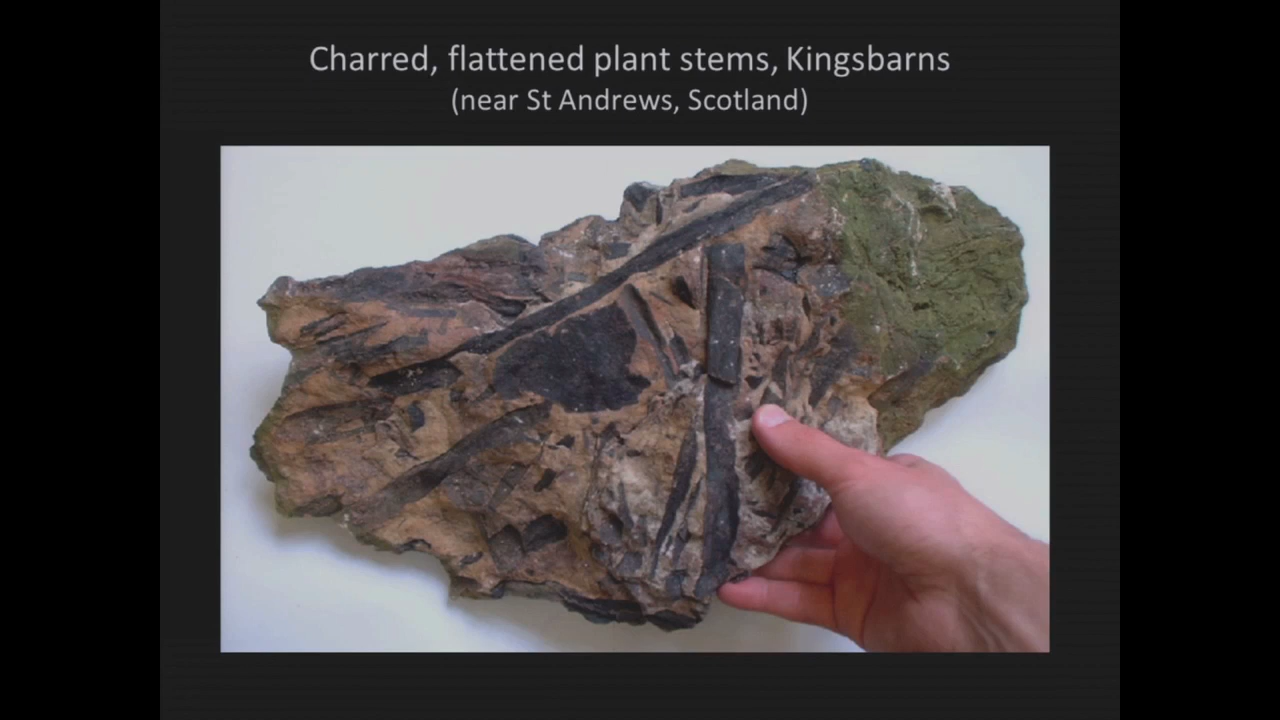 Charred, flattened plant stems, Kingsbarns
(near St Andrews, Scotland)